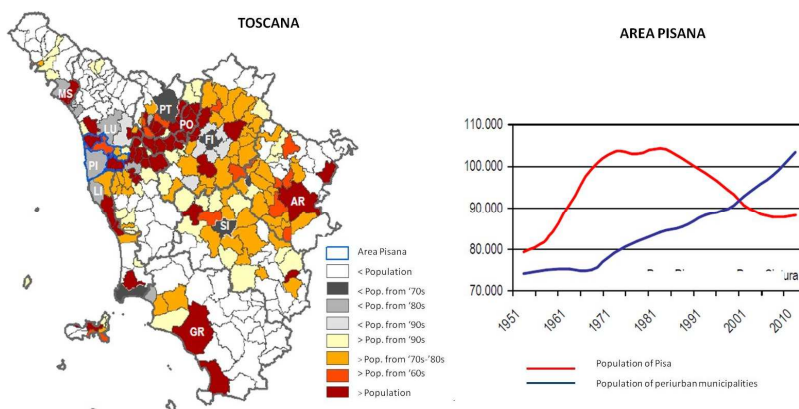 TOSCANA
MS
PT
LU
PO
FI
PI
LI
AR
SI
GR
Area Pisana
< Population
< Pop. from '70s
< Pop. from '80s
< Pop. from '90s
> Pop. from '90s
> Pop. from '70s-'80s
> Pop. from '60s
> Population
AREA PISANA
110.000
100.000
90.000
80.000
70.000
1951
1961
1971
1981
1991
2001
2010
Population of Pisa
Population of periurban municipalities